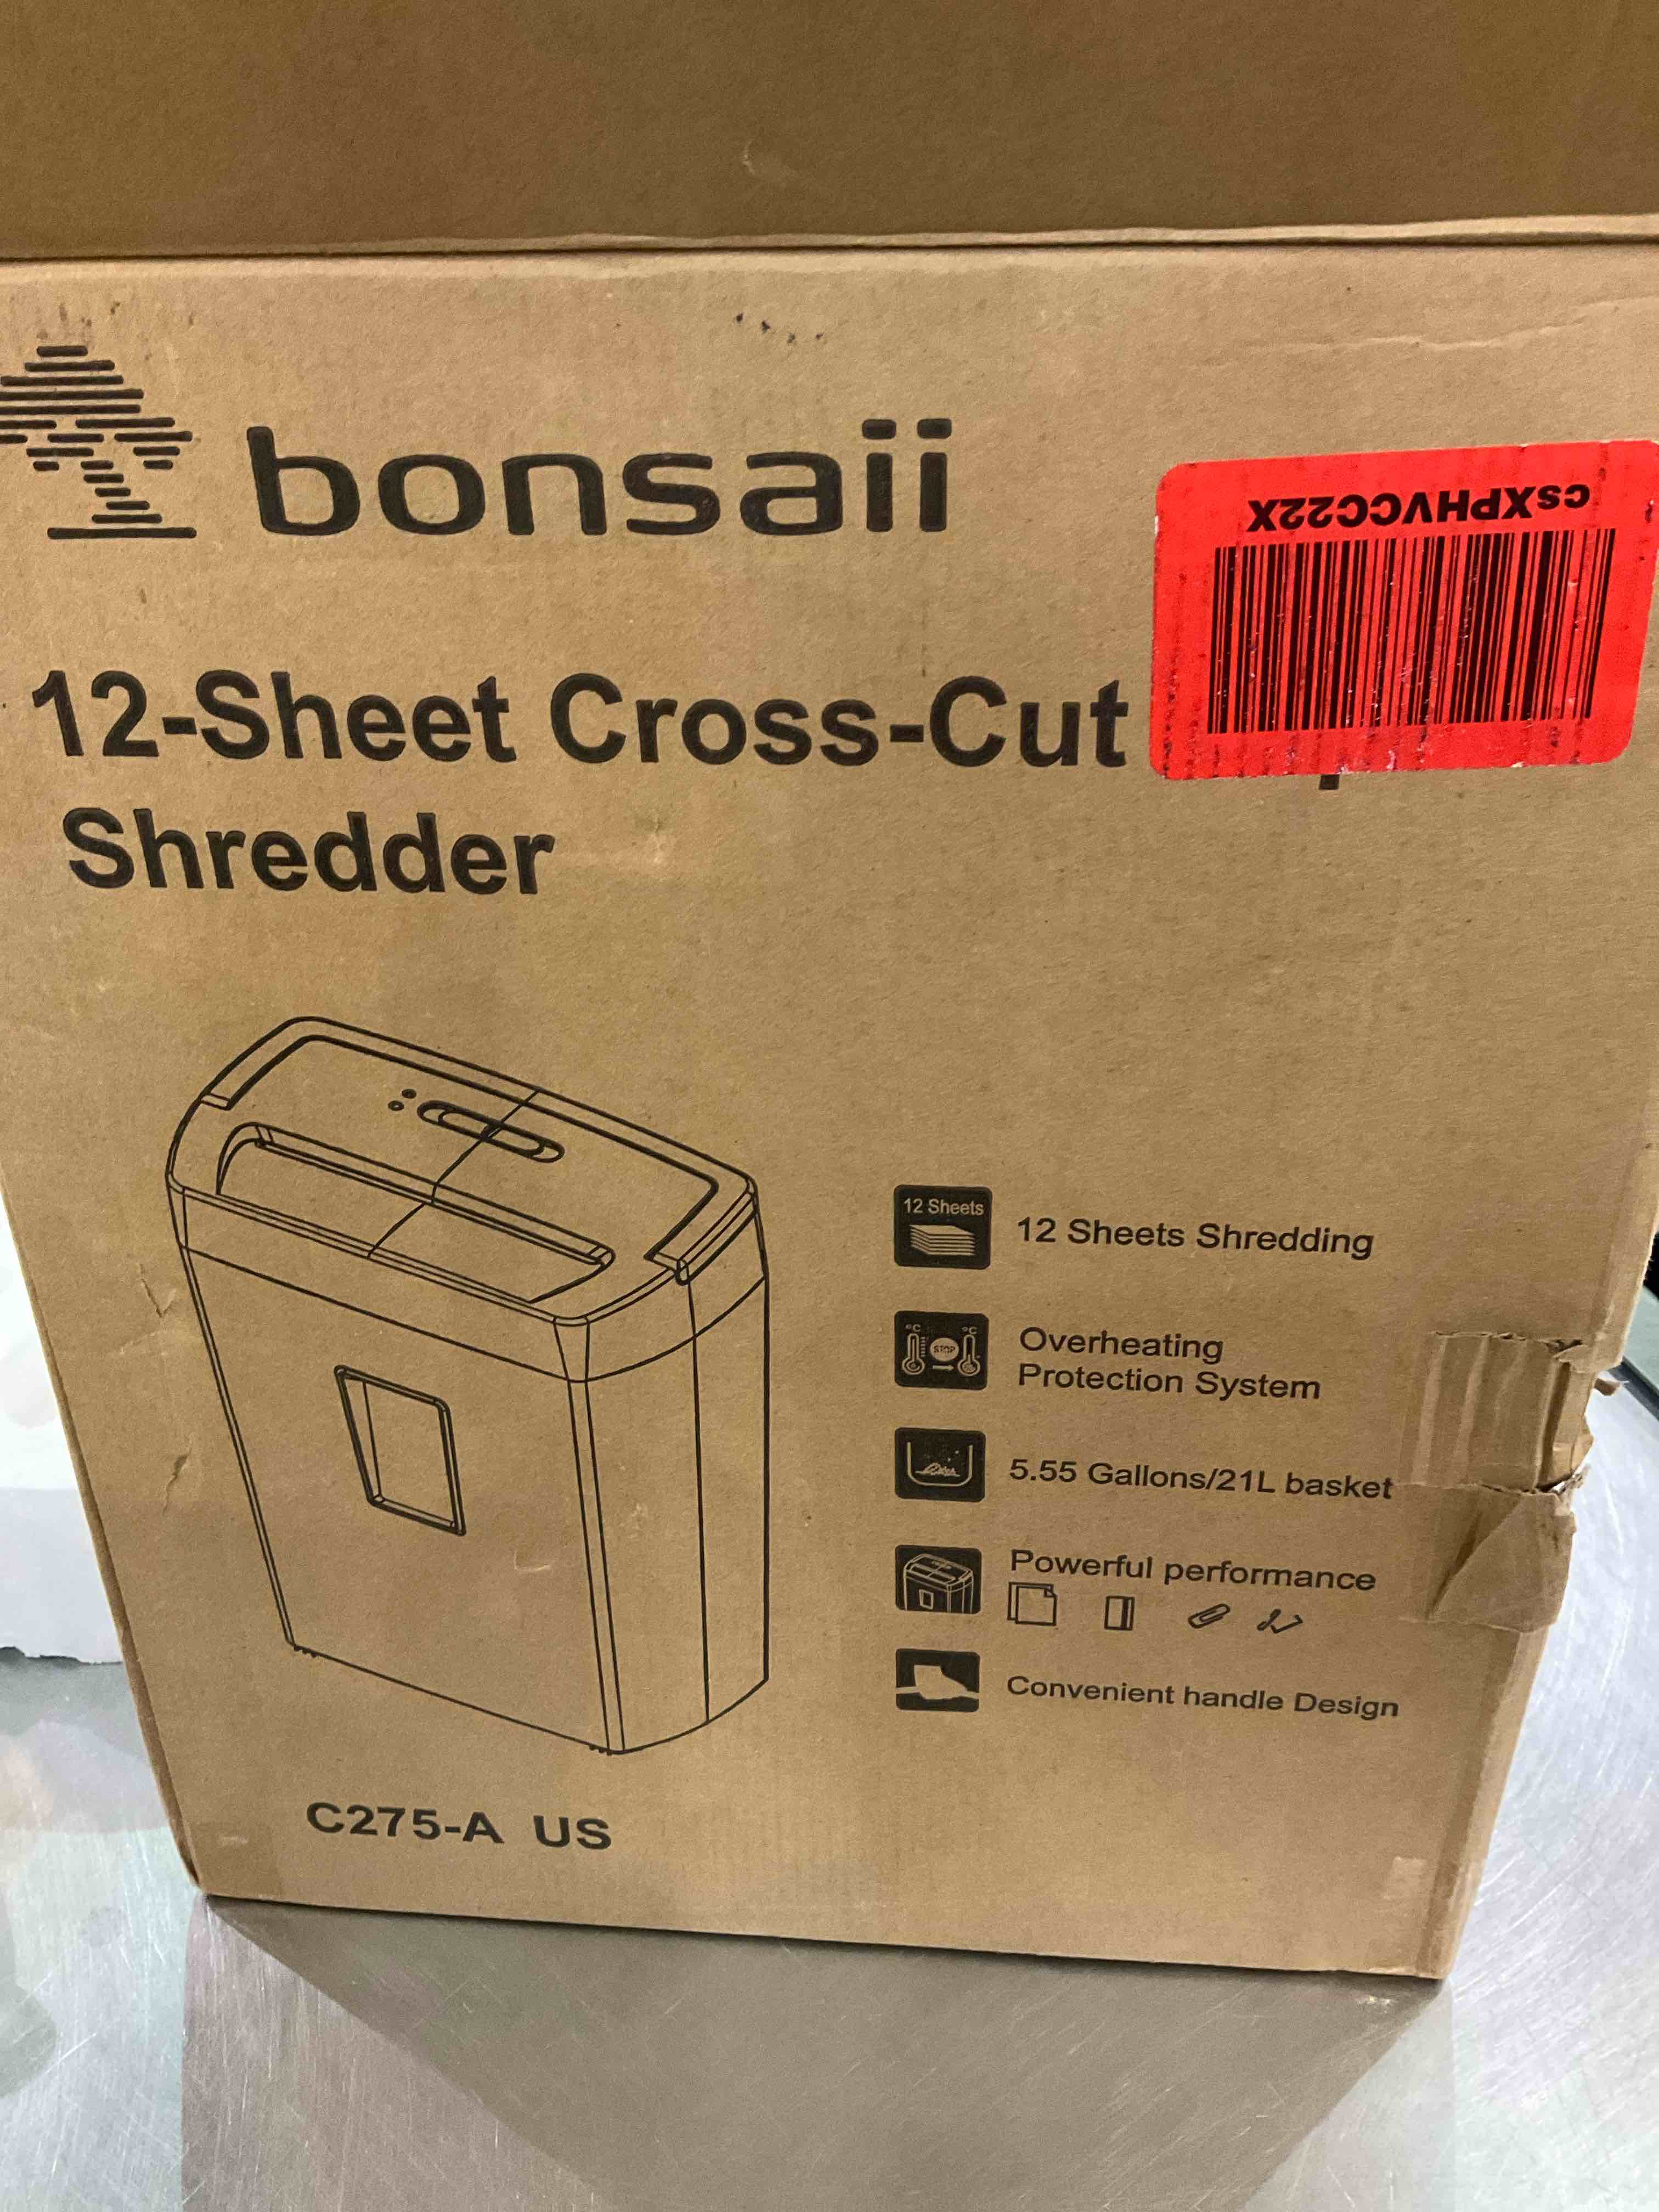 bonsaii
csXPHVCC22X
12-Sheet Cross-Cut
Shredder
12 Sheets
12 Sheets Shredding
°C °C
STOP
Overheating
Protection System
5.55 Gallons/21L basket
Powerful performance
Convenient handle Design
C275-A US